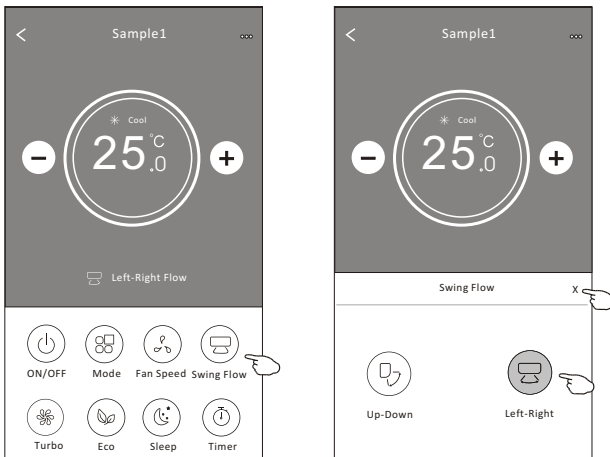 Sample1
Cool
25.0 °C
Left-Right Flow
ON/OFF Mode Fan Speed Swing Flow
Turbo Eco Sleep Timer
Sample1
Cool
25.0 °C
Swing Flow X
Up-Down Left-Right